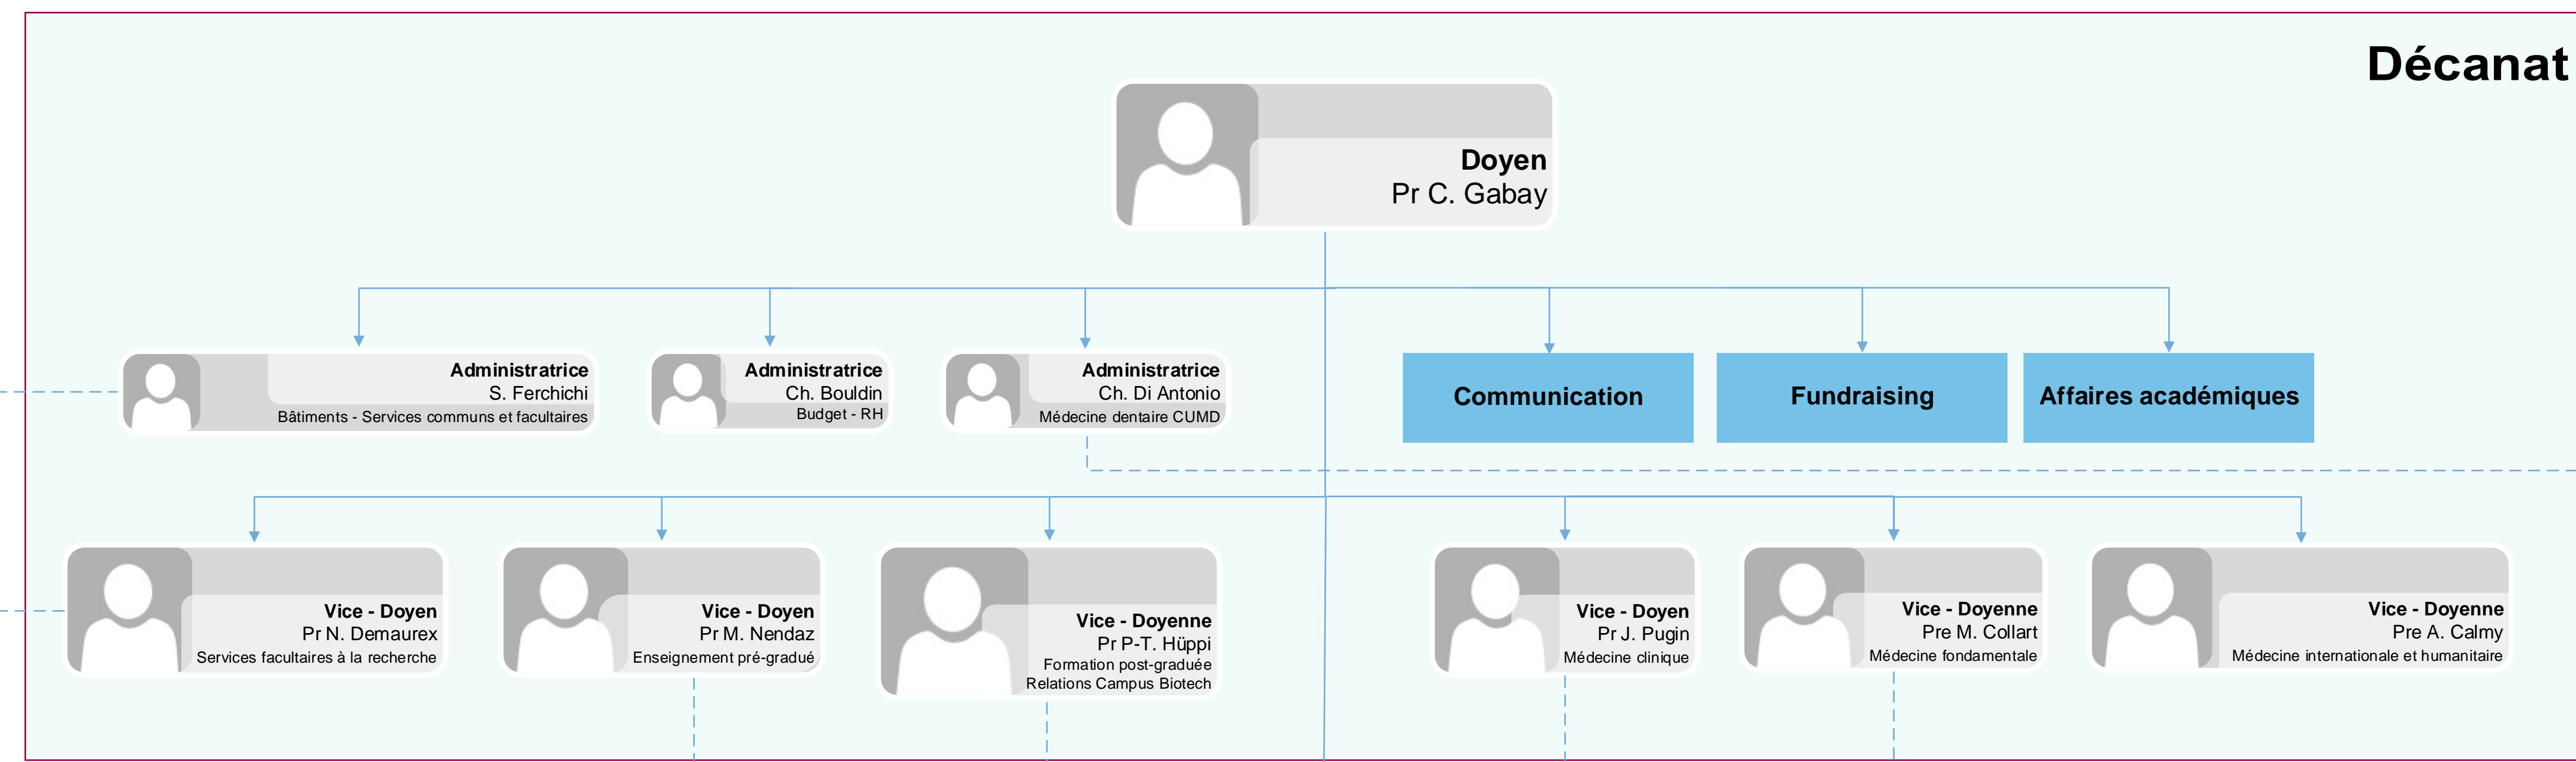 Décanat
Doyen
Pr C. Gabay
Administratrice
S. Ferchichi
Bâtiments - Services communs et facultaires
Administratrice
Ch. Bouldin
Budget - RH
Administratrice
Ch. Di Antonio
Médecine dentaire CUMD
Communication
Fundraising
Affaires académiques
Vice - Doyen
Pr N. Demaurex
Services facultaires à la recherche
Vice - Doyen
Pr M. Nendaz
Enseignement pré-gradué
Vice - Doyenne
Pr P-T. Hüppi
Formation post-graduée
Relations Campus Biotech
Vice - Doyen
Pr J. Pugin
Médecine clinique
Vice - Doyenne
Pre M. Collart
Médecine fondamentale
Vice - Doyenne
Pre A. Calmy
Médecine internationale et humanitaire